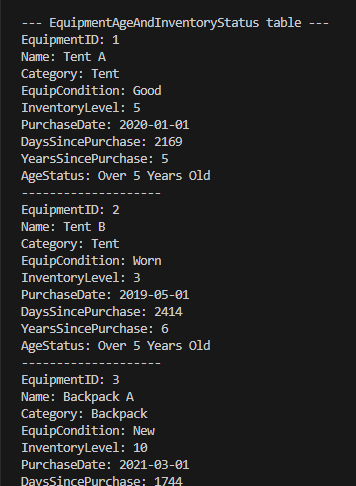 --- EquipmentAgeAndInventoryStatus table ---
EquipmentID: 1
Name: Tent A
Category: Tent
EquipCondition: Good
InventoryLevel: 5
PurchaseDate: 2020-01-01
DaysSincePurchase: 2169
YearsSincePurchase: 5
AgeStatus: Over 5 Years Old
--------------------
EquipmentID: 2
Name: Tent B
Category: Tent
EquipCondition: Worn
InventoryLevel: 3
PurchaseDate: 2019-05-01
DaysSincePurchase: 2414
YearsSincePurchase: 6
AgeStatus: Over 5 Years Old
--------------------
EquipmentID: 3
Name: Backpack A
Category: Backpack
EquipCondition: New
InventoryLevel: 10
PurchaseDate: 2021-03-01
DaysSincePurchase: 1744